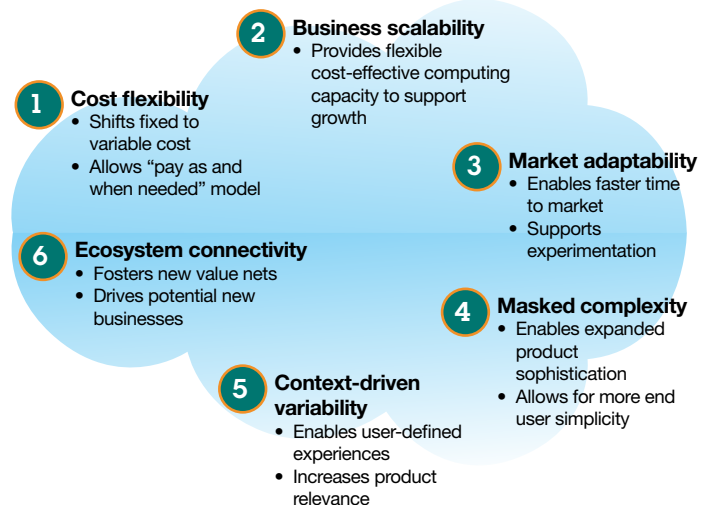 1
Cost flexibility
• Shifts fixed to
variable cost
• Allows “pay as and
when needed” model
2
Business scalability
• Provides flexible
cost-effective computing
capacity to support
growth
3
Market adaptability
• Enables faster time
to market
• Supports
experimentation
4
Masked complexity
• Enables expanded
product
sophistication
• Allows for more end
user simplicity
5
Context-driven
variability
• Enables user-defined
experiences
• Increases product
relevance
6
Ecosystem connectivity
• Fosters new value nets
• Drives potential new
businesses